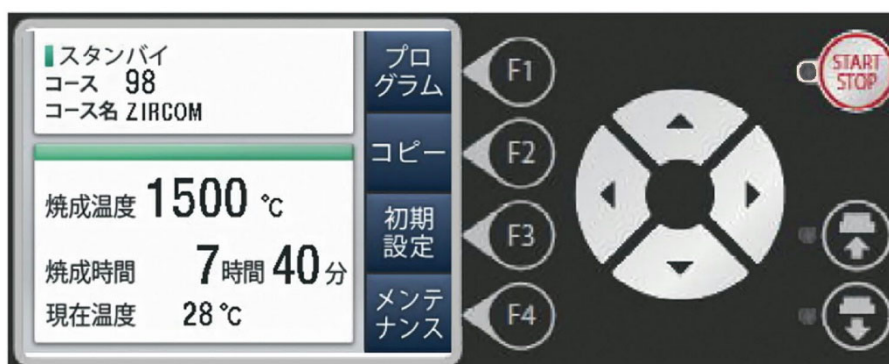 スタンバイ
コース 98
コース名 ZIRCOM
焼成温度 1500 ℃
焼成時間 7時間 40分
現在温度 28℃
プロ
グラム
コピー
初期
設定
メンテ
ナンス
F1
F2
F3
F4
START
STOP